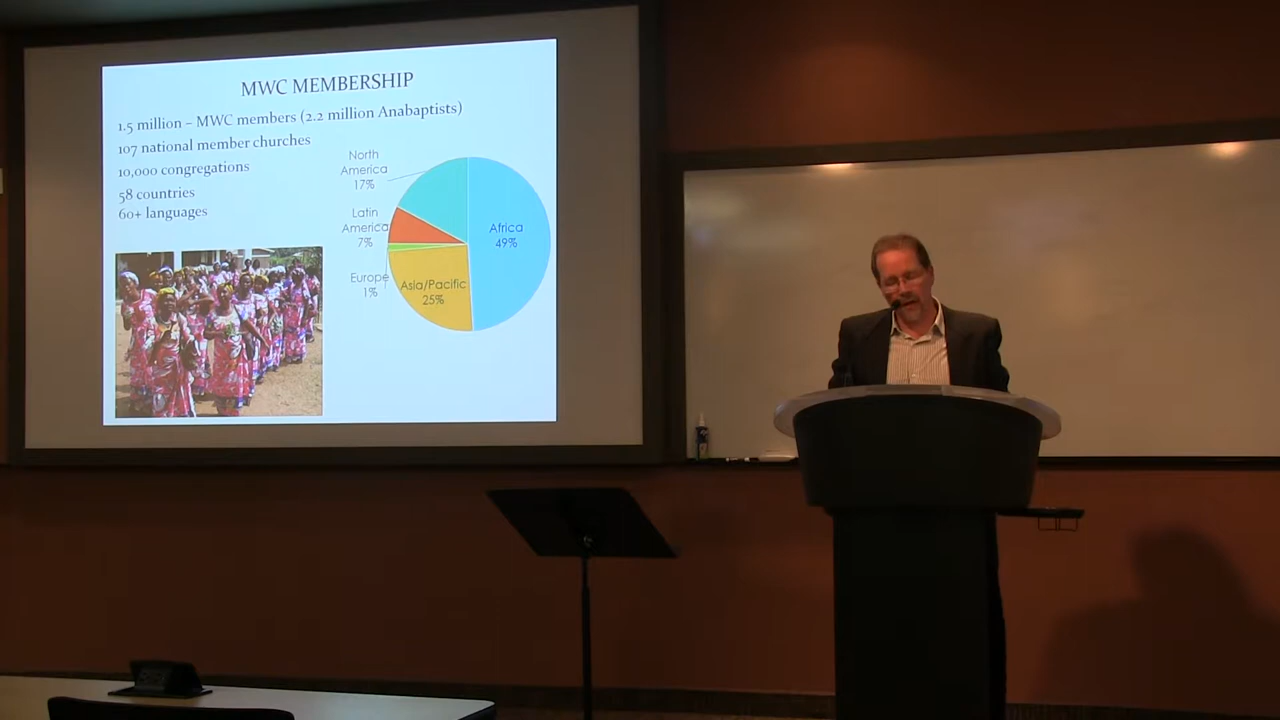 MWC MEMBERSHIP
1.5 million – MWC members (2.2 million Anabaptists)
107 national member churches
10,000 congregations
58 countries
60+ languages
North
America
17%
Latin
America
7%
Europe
1%
Africa
49%
Asia/Pacific
25%